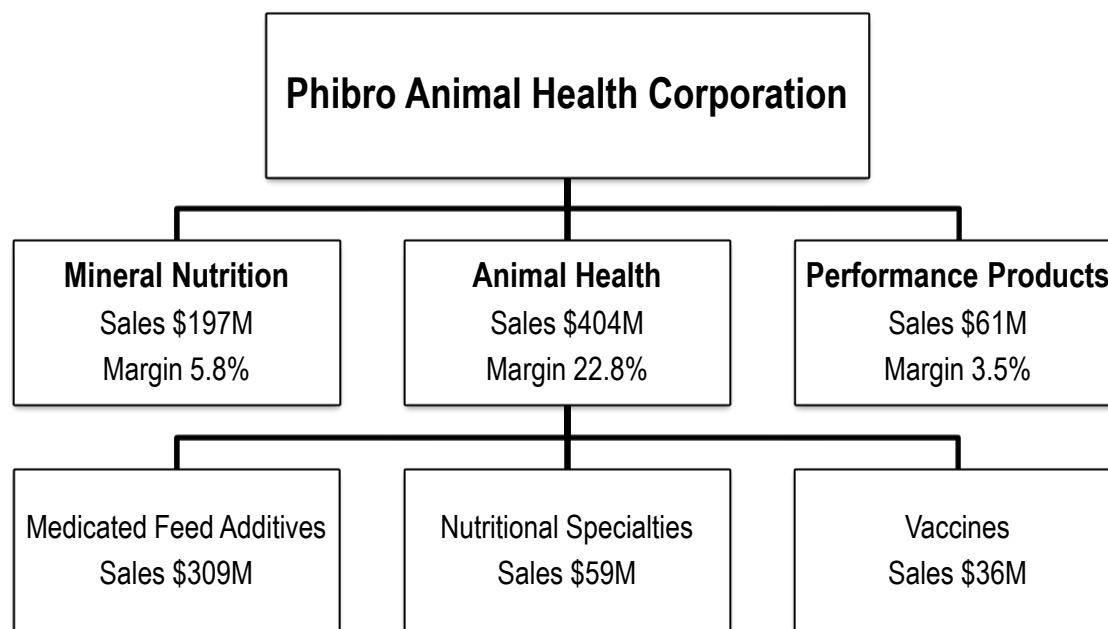 Phibro Animal Health Corporation
Mineral Nutrition
Sales $197M
Margin 5.8%
Animal Health
Sales $404M
Margin 22.8%
Performance Products
Sales $61M
Margin 3.5%
Medicated Feed Additives
Sales $309M
Nutritional Specialties
Sales $59M
Vaccines
Sales $36M